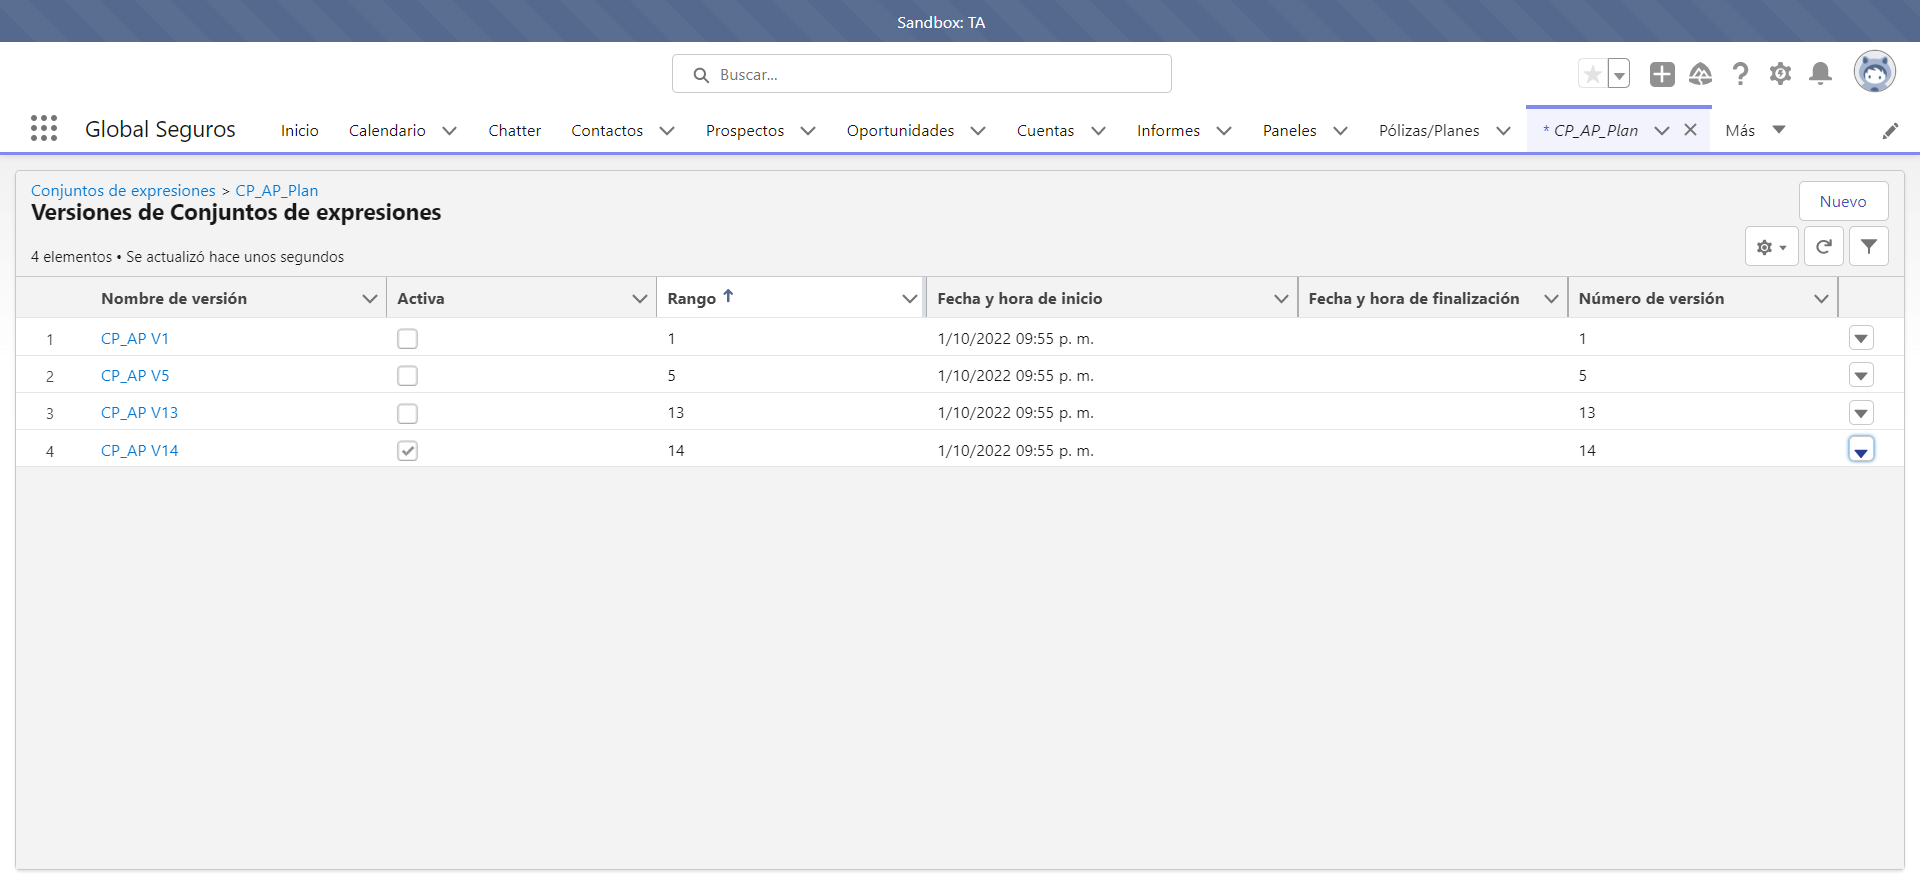 Sandbox: TA
Buscar...
Global Seguros Inicio Calendario Chatter Contactos Prospectos Oportunidades Cuentas Informes Paneles Pólizas/Planes * CP_AP_Plan Más
Conjuntos de expresiones > CP_AP_Plan
Versiones de Conjuntos de expresiones
Nuevo
4 elementos • Se actualizó hace unos segundos
Nombre de versión Activa Rango Fecha y hora de inicio Fecha y hora de finalización Número de versión
1 CP_AP V1 1 1/10/2022 09:55 p. m. 1
2 CP_AP V5 5 1/10/2022 09:55 p. m. 5
3 CP_AP V13 13 1/10/2022 09:55 p. m. 13
4 CP_AP V14 14 1/10/2022 09:55 p. m. 14